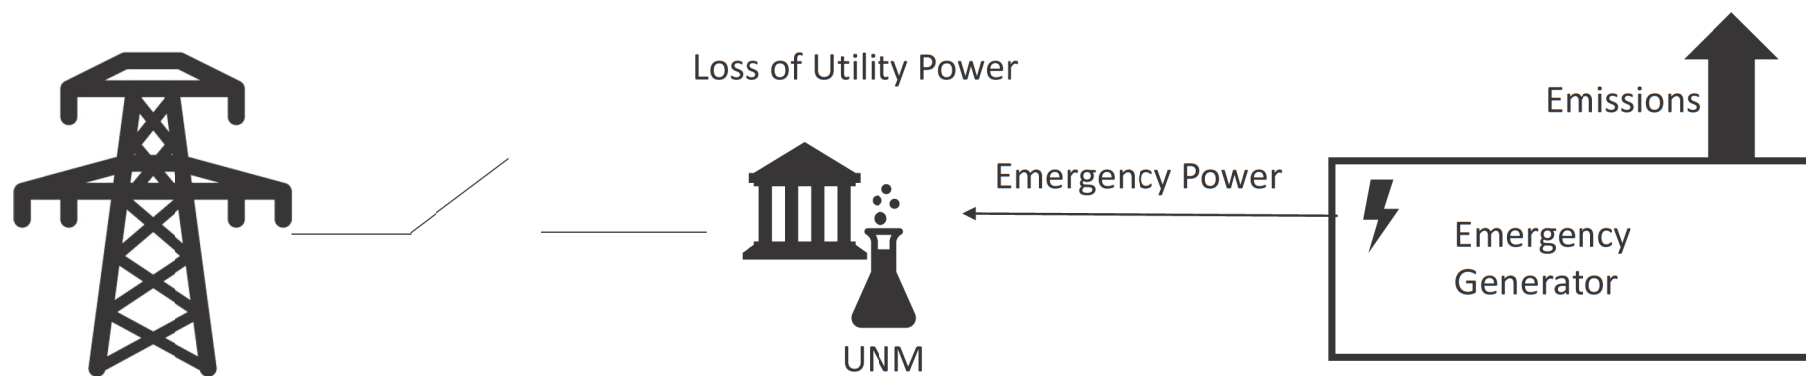 Loss of Utility Power
Emissions
Emergency Power
Emergency
Generator
UNM